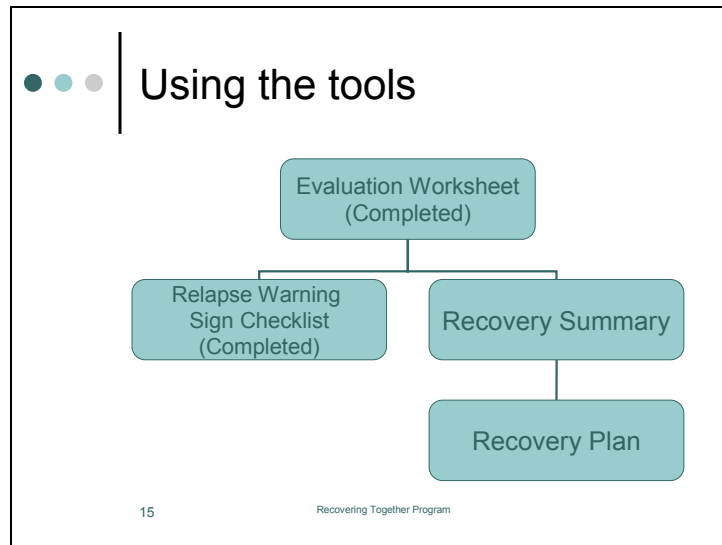 Using the tools
Evaluation Worksheet
(Completed)
Relapse Warning
Sign Checklist
(Completed)
Recovery Summary
Recovery Plan
15
Recovering Together Program